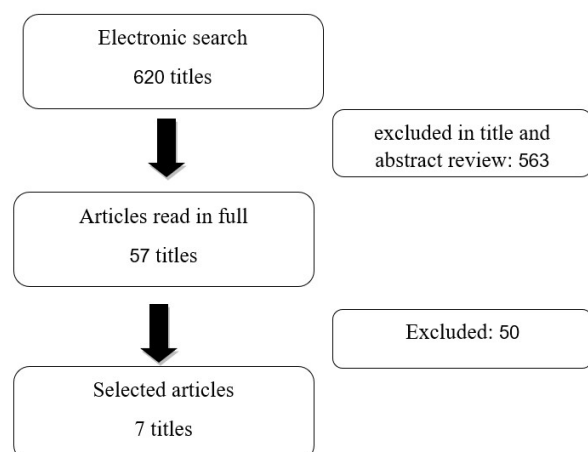 Electronic search
620 titles
excluded in title and
abstract review: 563
Articles read in full
57 titles
Excluded: 50
Selected articles
7 titles